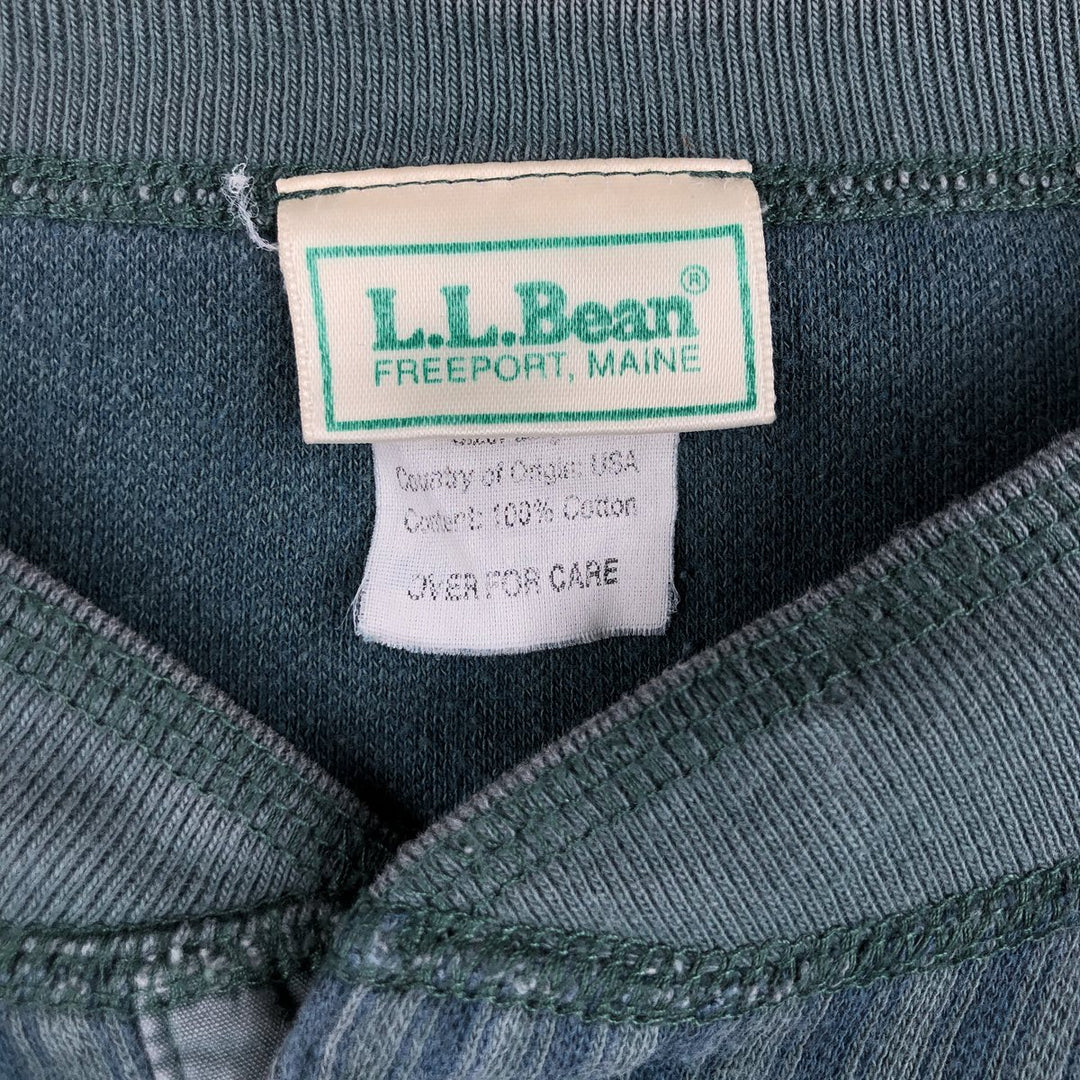 L.L.Bean®
FREEPORT, MAINE
Country of Origin: USA
Content: 100% Cotton
OVER FOR CARE